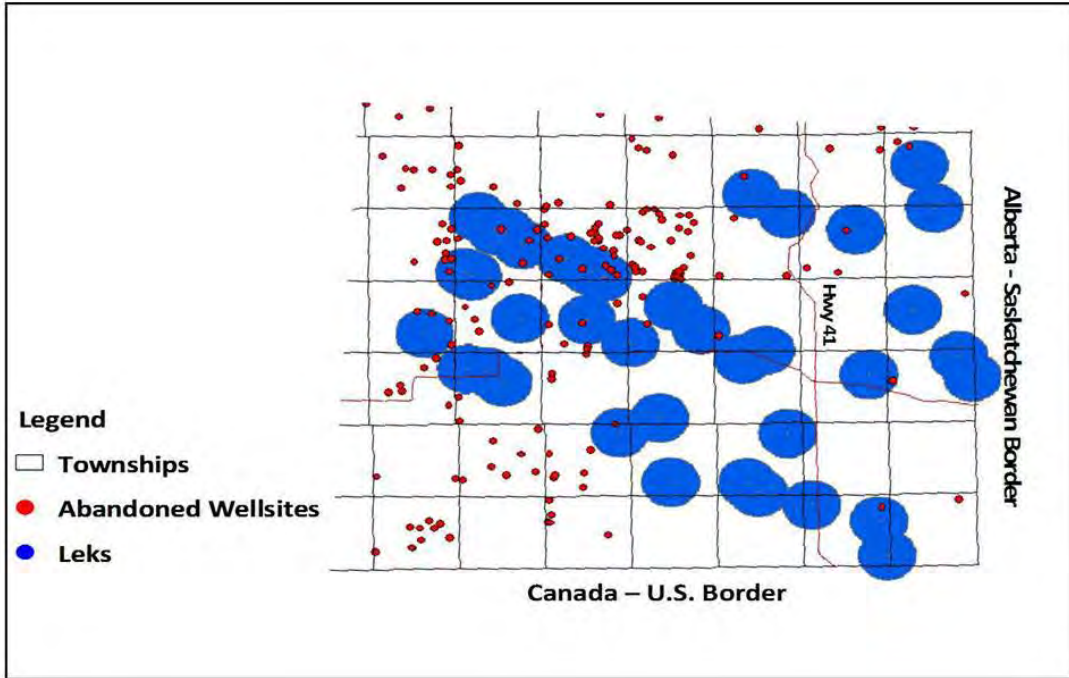 Alberta - Saskatchewan Border
Hwy 41
Legend
Townships
Abandoned Wellsites
Leks
Canada – U.S. Border